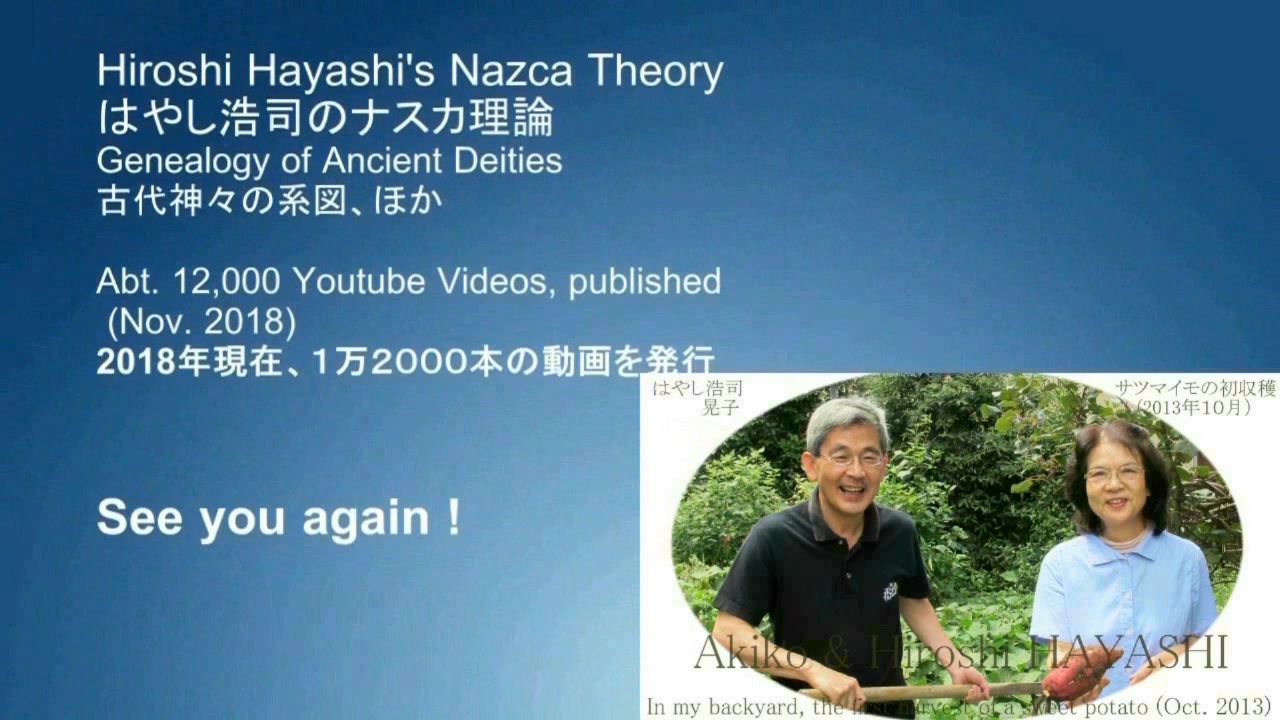 Hiroshi Hayashi's Nazca Theory
はやし浩司のナスカ理論
Genealogy of Ancient Deities
古代神々の系図、ほか
Abt. 12,000 Youtube Videos, published
(Nov. 2018)
2018年現在、１万２０００本の動画を発行
See you again !
はやし浩司
晃子
サツマイモの初収穫
(2013年10月)
Akiko & Hiroshi HAYASHI
In my backyard, the first harvest of a sweet potato (Oct. 2013)